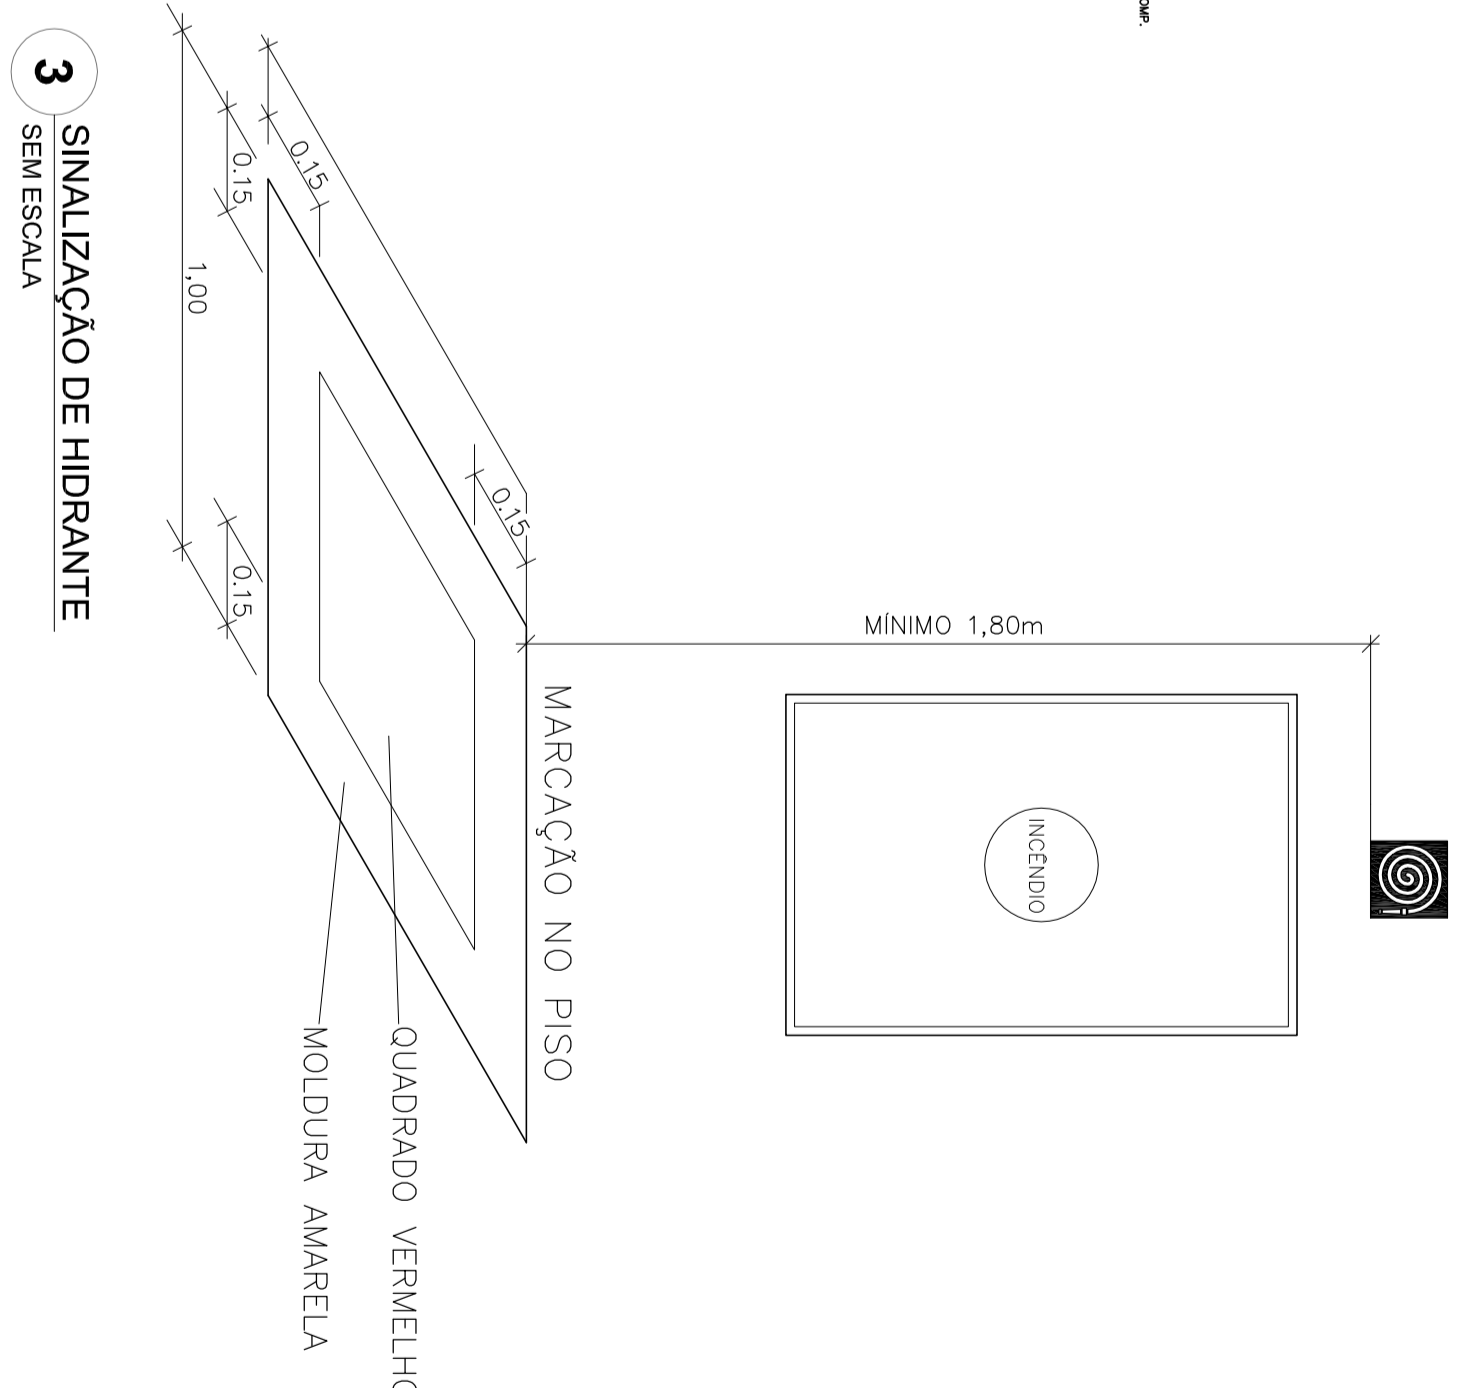 MÍNIMO 1,80m
INCÊNDIO
MARCAÇÃO NO PISO
0.15
0.15
0.15
0.15
1,00
QUADRADO VERMELHO
MOLDURA AMARELA
3
SINALIZAÇÃO DE HIDRANTE
SEM ESCALA